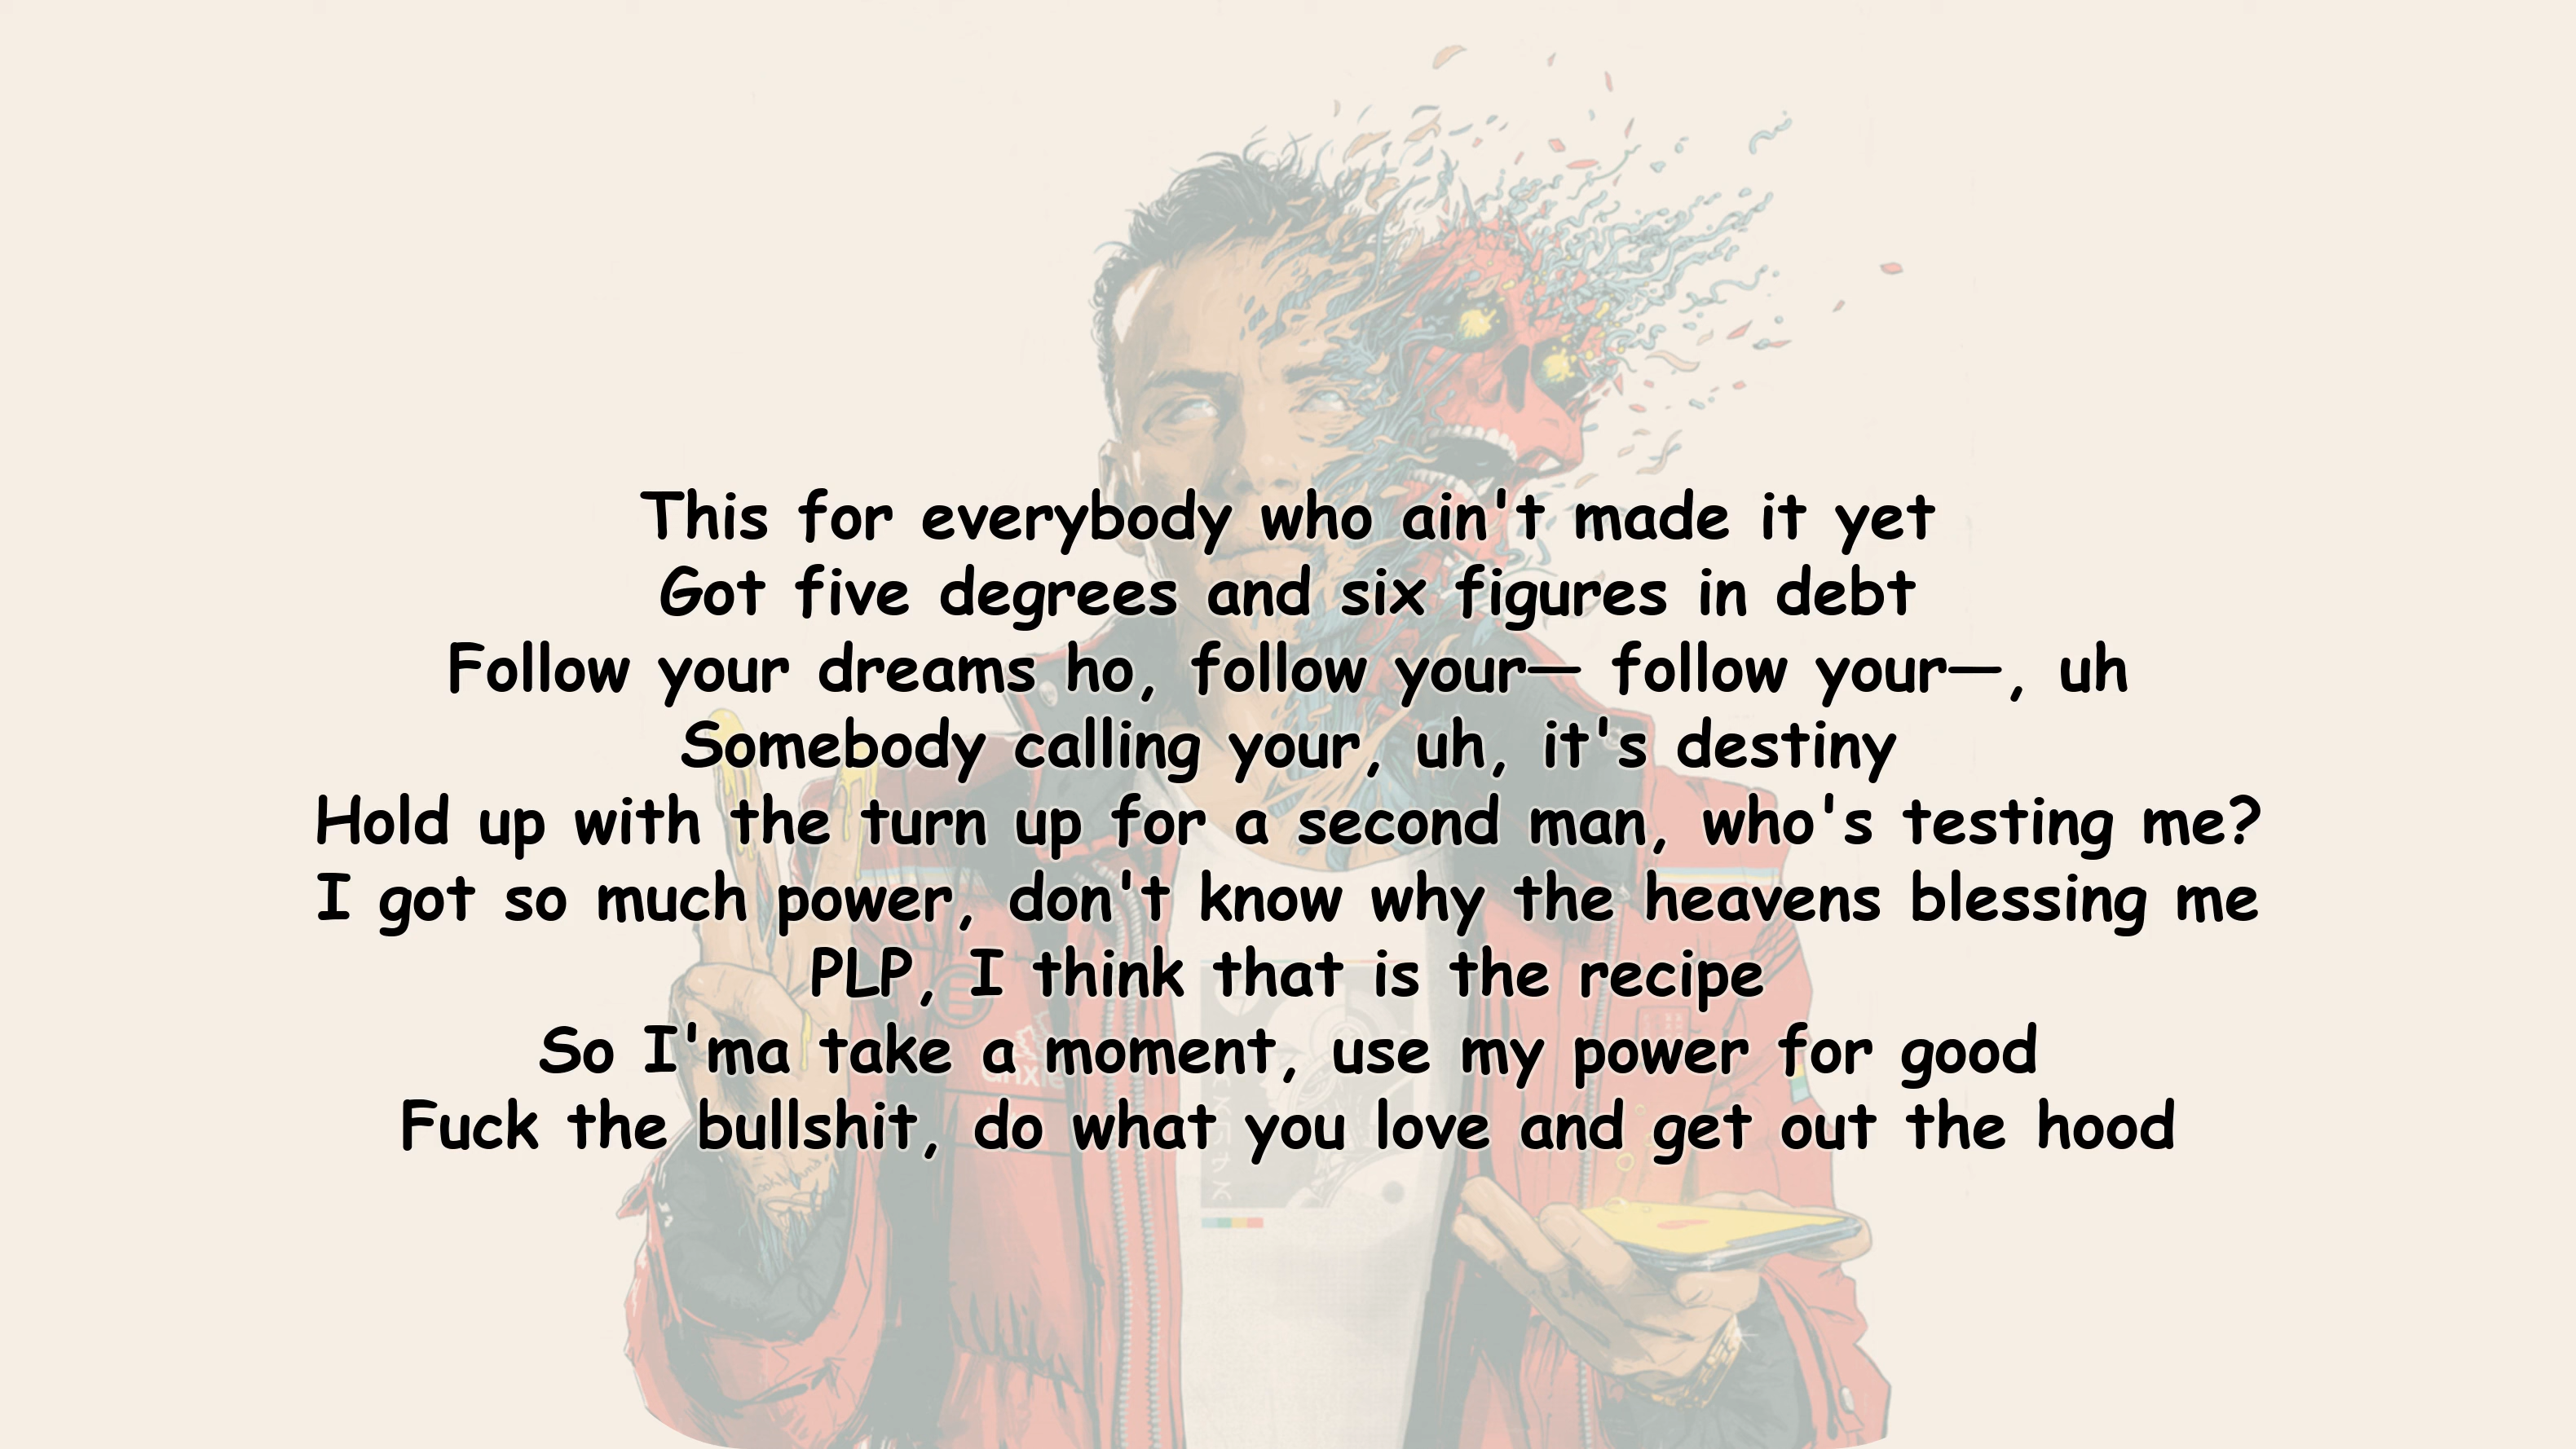 This for everybody who ain't made it yet
Got five degrees and six figures in debt
Follow your dreams ho, follow your— follow your—, uh
Somebody calling your, uh, it's destiny
Hold up with the turn up for a second man, who's testing me?
I got so much power, don't know why the heavens blessing me
PLP, I think that is the recipe
So I'ma take a moment, use my power for good
Fuck the bullshit, do what you love and get out the hood